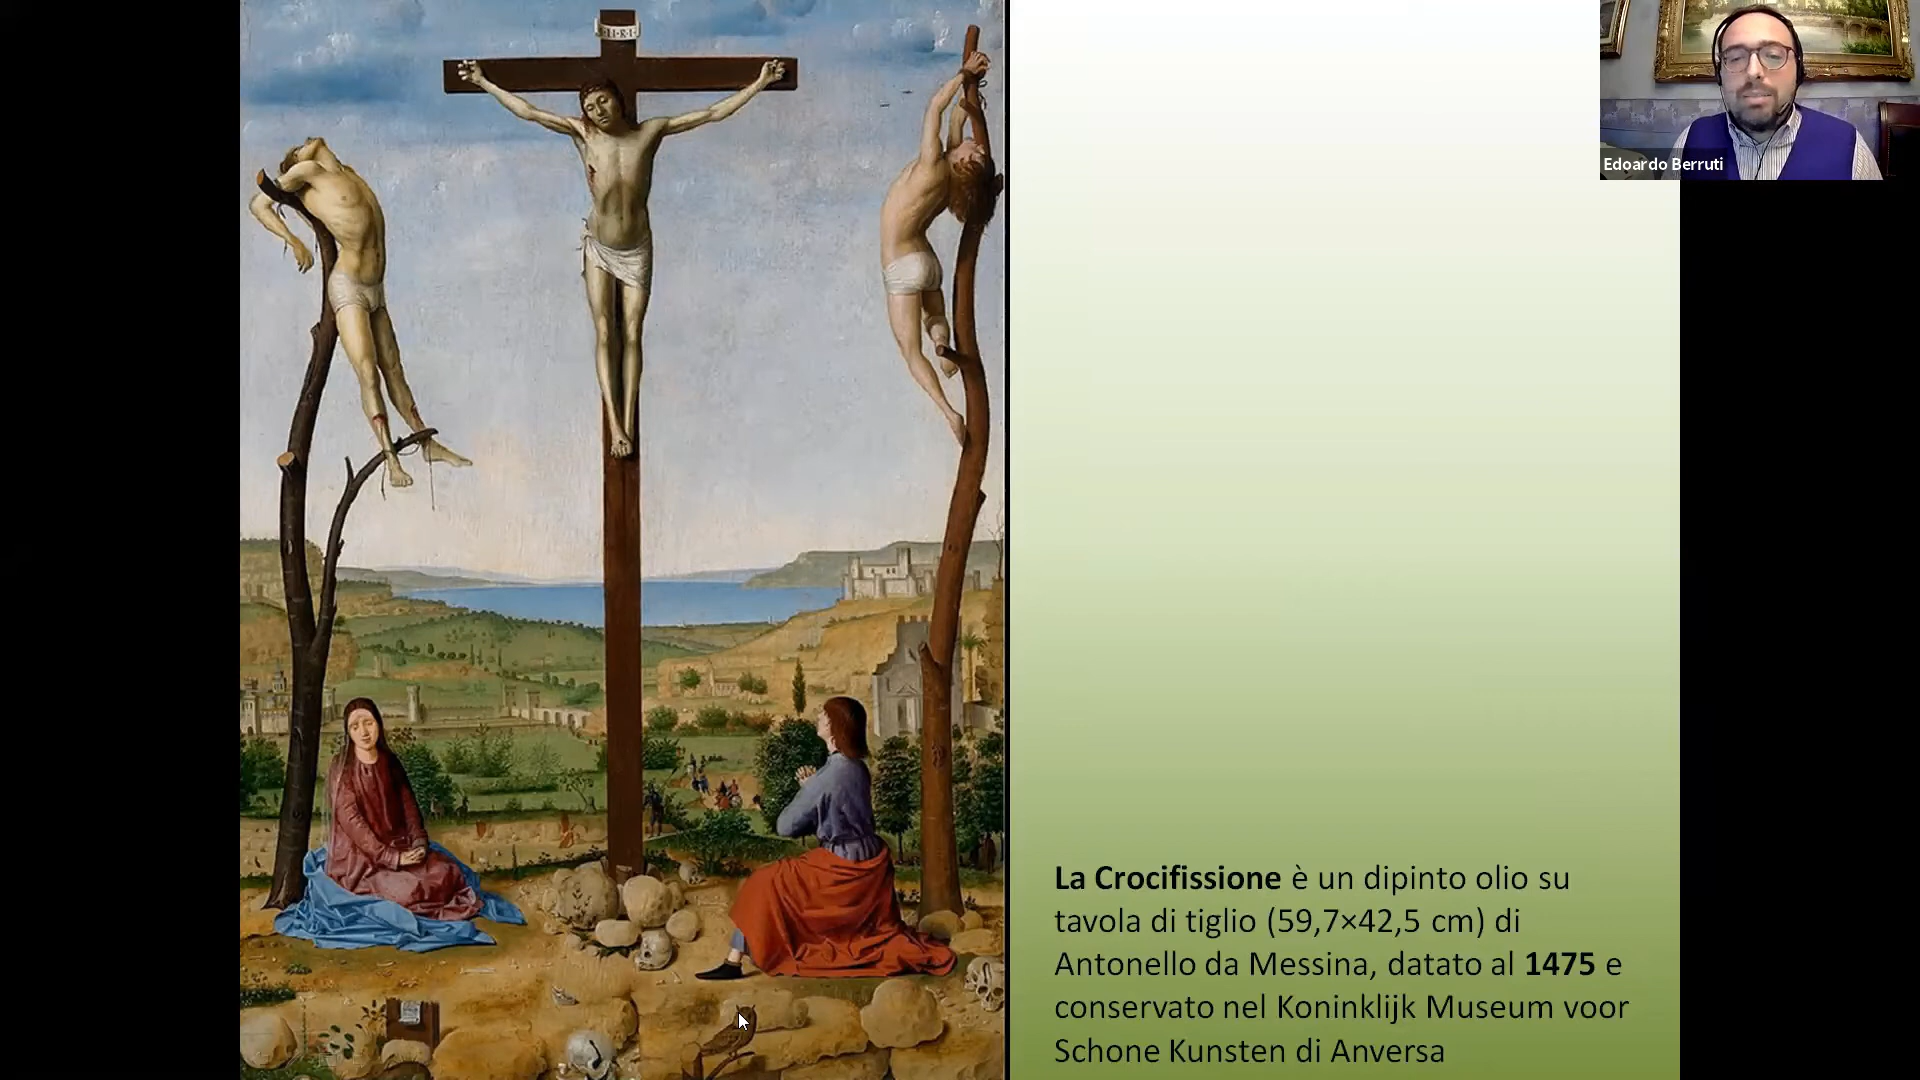 I·I·R·I·
Edoardo Berruti
La Crocifissione è un dipinto olio su
tavola di tiglio (59,7×42,5 cm) di
Antonello da Messina, datato al 1475 e
conservato nel Koninklijk Museum voor
Schone Kunsten di Anversa